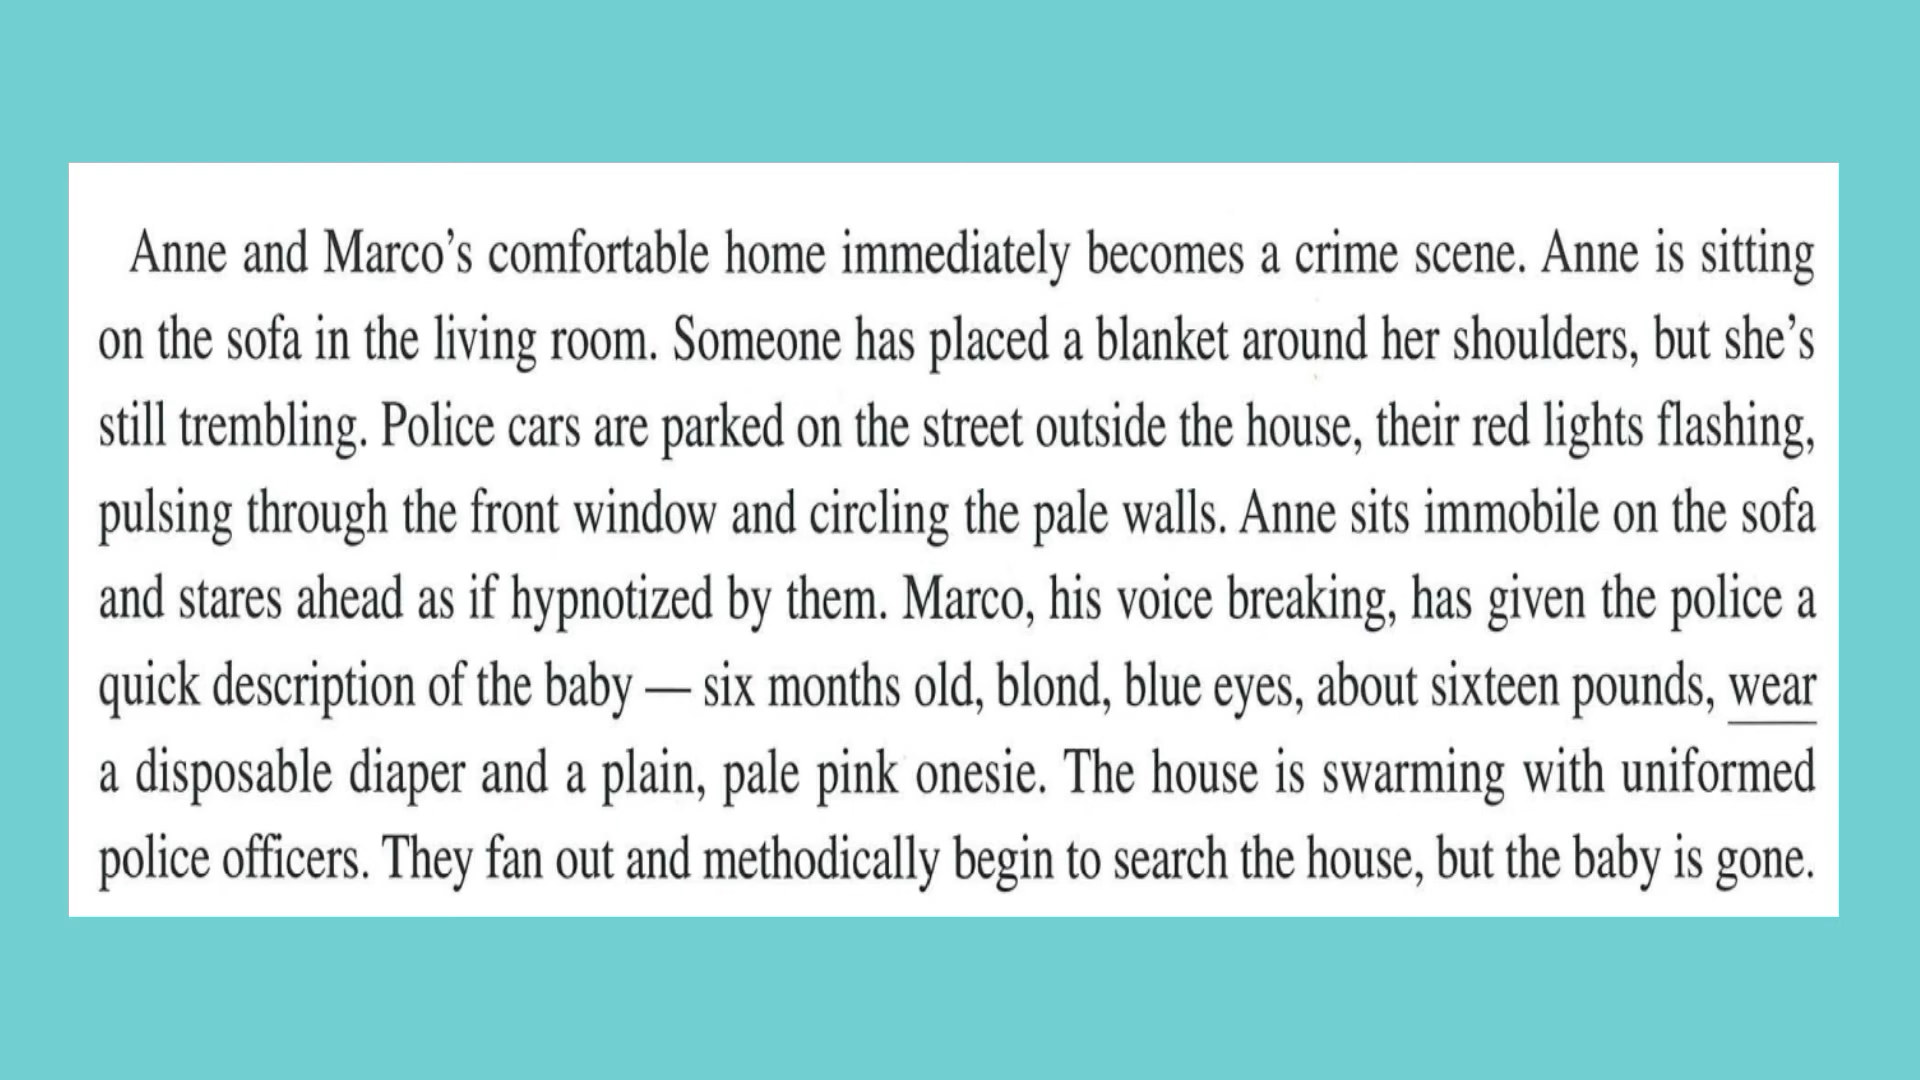 Anne and Marco’s comfortable home immediately becomes a crime scene. Anne is sitting
on the sofa in the living room. Someone has placed a blanket around her shoulders, but she’s
still trembling. Police cars are parked on the street outside the house, their red lights flashing,
pulsing through the front window and circling the pale walls. Anne sits immobile on the sofa
and stares ahead as if hypnotized by them. Marco, his voice breaking, has given the police a
quick description of the baby — six months old, blond, blue eyes, about sixteen pounds, wear
a disposable diaper and a plain, pale pink onesie. The house is swarming with uniformed
police officers. They fan out and methodically begin to search the house, but the baby is gone.